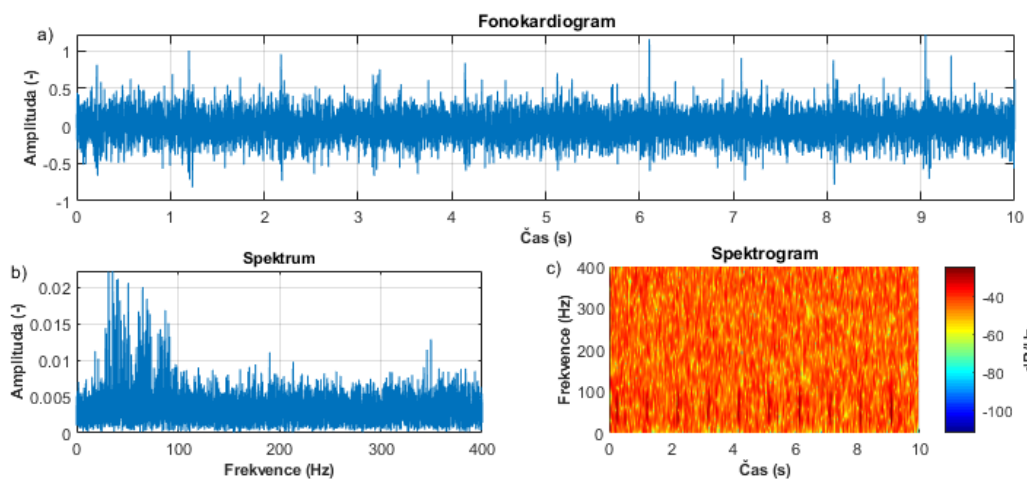 Fonokardiogram
a)
Amplituda (-)
1
0.5
0
-0.5
-1
0 1 2 3 4 5 6 7 8 9 10
Čas (s)
b)
Spektrum
Amplituda (-)
0.02
0.015
0.01
0.005
0
0 100 200 300 400
Frekvence (Hz)
c)
Spektrogram
Frekvence (Hz)
400
300
200
100
0
0 2 4 6 8 10
Čas (s)
-40
-60
-80
-100